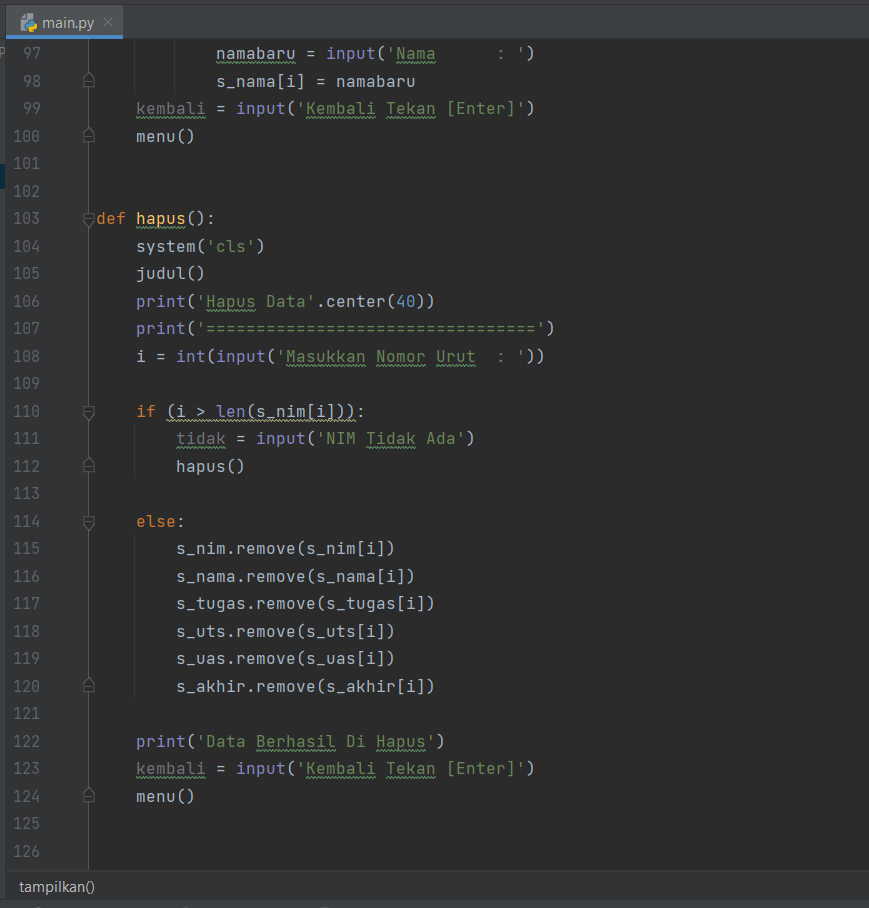 main.py
97 namabaru = input('Nama      : ')
98 s_nama[i] = namabaru
99 kembali = input('Kembali Tekan [Enter]')
100 menu()
101
102
103 def hapus():
104 system('cls')
105 judul()
106 print('Hapus Data'.center(40))
107 print('=================================')
108 i = int(input('Masukkan Nomor Urut  : '))
109
110 if (i > len(s_nim[i])):
111 tidak = input('NIM Tidak Ada')
112 hapus()
113
114 else:
115 s_nim.remove(s_nim[i])
116 s_nama.remove(s_nama[i])
117 s_tugas.remove(s_tugas[i])
118 s_uts.remove(s_uts[i])
119 s_uas.remove(s_uas[i])
120 s_akhir.remove(s_akhir[i])
121
122 print('Data Berhasil Di Hapus')
123 kembali = input('Kembali Tekan [Enter]')
124 menu()
125
126
tampilkan()